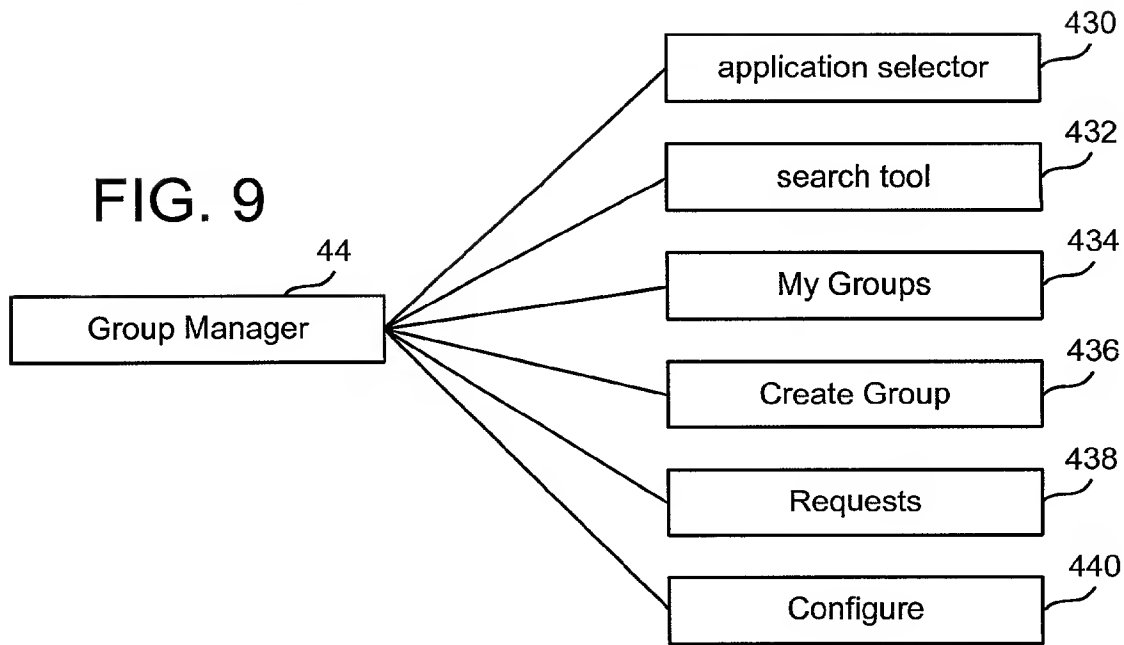 430
application selector
432
search tool
FIG. 9
44
434
My Groups
Group Manager
436
Create Group
438
Requests
440
Configure